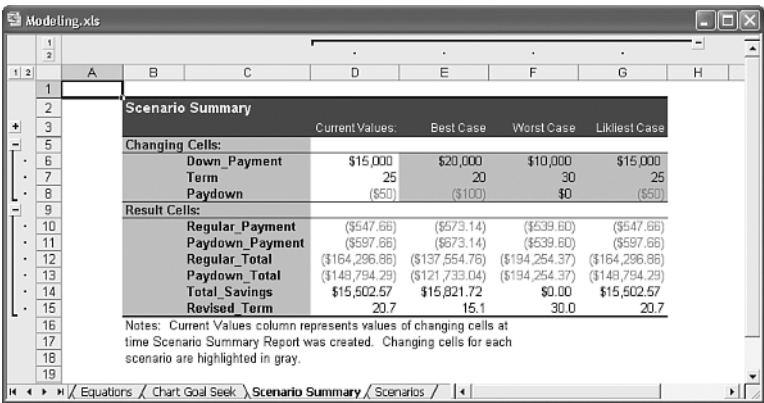 Modeling.xls
1
2
1 2 A B C D E F G H
1
2 Scenario Summary
+ 3 Current Values: Best Case Worst Case Likliest Case
- 5 Changing Cells:
6 Down_Payment $15,000 $20,000 $10,000 $15,000
7 Term 25 20 30 25
8 Paydown ($50) ($100) $0 ($50)
- 9 Result Cells:
10 Regular_Payment ($547.66) ($573.14) ($539.60) ($547.66)
11 Paydown_Payment ($597.66) ($673.14) ($539.60) ($597.66)
12 Regular_Total ($164,296.86) ($137,554.76) ($194,254.37) ($164,296.86)
13 Paydown_Total ($148,794.29) ($121,733.04) ($194,254.37) ($148,794.29)
14 Total_Savings $15,502.57 $15,821.72 $0.00 $15,502.57
15 Revised_Term 20.7 15.1 30.0 20.7
16 Notes: Current Values column represents values of changing cells at
17 time Scenario Summary Report was created. Changing cells for each
18 scenario are highlighted in gray.
19
Equations / Chart Goal Seek \ Scenario Summary / Scenarios /